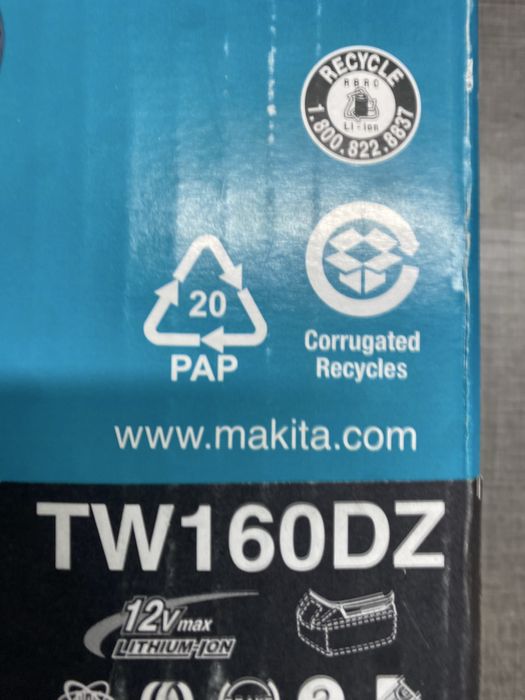 RECYCLE
RBRC
Li-ion
1.800.822.8837
20
PAP
Corrugated
Recycles
www.makita.com
TW160DZ
12Vmax
LITHIUM-ION